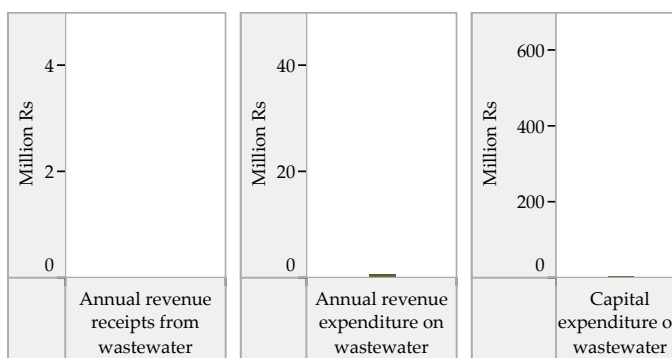 Million Rs
4
2
0
Annual revenue
receipts from
wastewater
Million Rs
40
20
0
Annual revenue
expenditure on
wastewater
Million Rs
600
400
200
0
Capital
expenditure o
wastewater